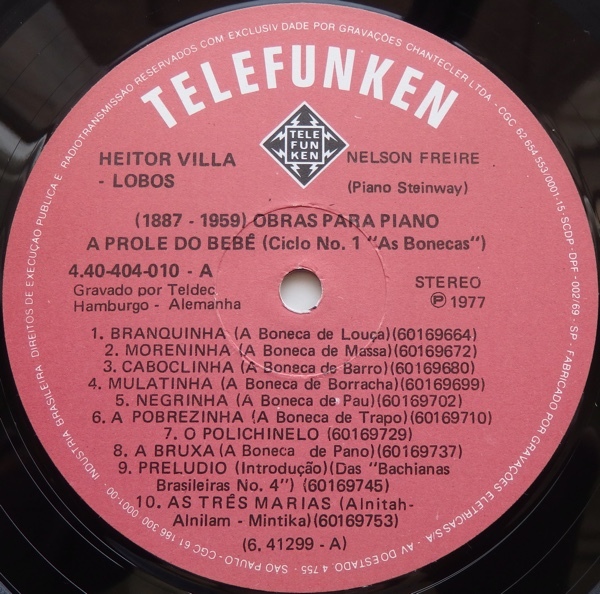 RADIOTRANSMISSÃO RESERVADOS COM EXCLUSIVIDADE POR GRAVAÇÕES CHANTECLER LTDA - CGC 62 654 553/0001-15 - SCDP - DPF - 002/69 - SP - FABRICADO POR GRAVAÇÕES ELETRICAS S/A - AV DO ESTADO, 4 755 - SÃO PAULO - CGC 61 186 300 0001-00 - INDÚSTRIA BRASILEIRA DIREITOS DE EXECUÇÃO PUBLICA E
TELEFUNKEN
TELE
FUN
KEN
HEITOR VILLA
- LOBOS
NELSON FREIRE
(Piano Steinway)
(1887 - 1959) OBRAS PARA PIANO
A PROLE DO BEBÊ (Ciclo No. 1 "As Bonecas")
4.40-404-010 - A
Gravado por Teldec
Hamburgo - Alemanha
STEREO
Ⓟ 1977
1. BRANQUINHA (A Boneca de Louça)(60169664)
2. MORENINHA (A Boneca de Massa)(60169672)
3. CABOCLINHA (A Boneca de Barro)(60169680)
4. MULATINHA (A Boneca de Borracha)(60169699)
5. NEGRINHA (A Boneca de Pau)(60169702)
6. A POBREZINHA (A Boneca de Trapo)(60169710)
7. O POLICHINELO (60169729)
8. A BRUXA (A Boneca de Pano)(60169737)
9. PRELUDIO (Introdução)(Das "Bachianas
Brasileiras No. 4") (60169745)
10. AS TRÊS MARIAS (Alnitah-
Alnilam - Mintika)(60169753)
(6. 41299 - A)